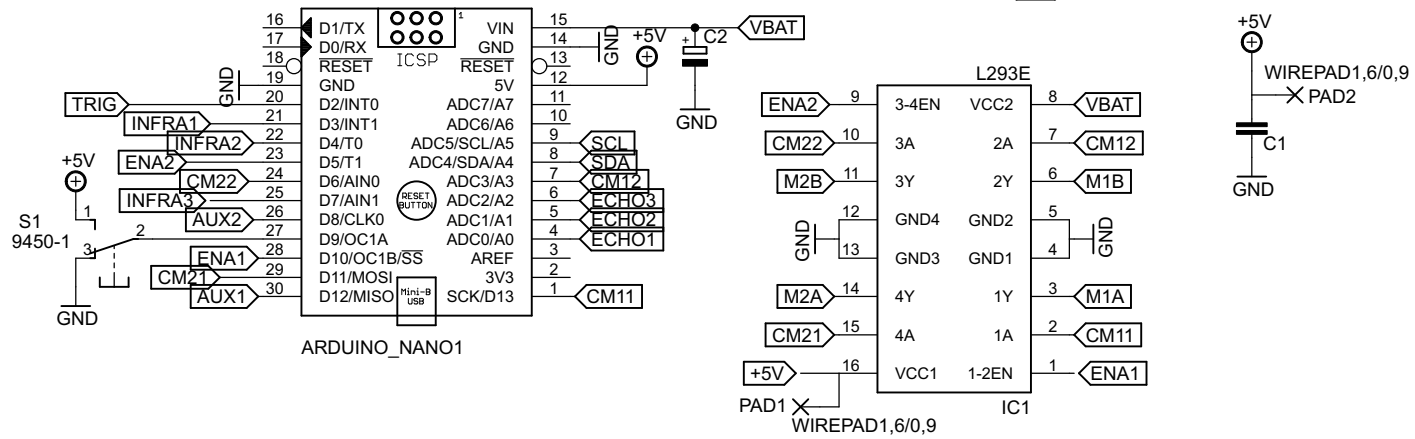 16 D1/TX VIN 15 VBAT
17 D0/RX GND 14 GND
18 RESET RESET 13
GND 19 GND 5V 12 +5V
ICSP 1
C2 +
GND
TRIG 20 D2/INT0 ADC7/A7 11
INFRA1 21 D3/INT1 ADC6/A6 10
INFRA2 22 D4/T0 ADC5/SCL/A5 9 SCL
ENA2 23 D5/T1 ADC4/SDA/A4 8 SDA
CM22 24 D6/AIN0 ADC3/A3 7 CM12
INFRA3 25 D7/AIN1 ADC2/A2 6 ECHO3
AUX2 26 D8/CLK0 ADC1/A1 5 ECHO2
27 D9/OC1A ADC0/A0 4 ECHO1
ENA1 28 D10/OC1B/SS AREF 3
CM21 29 D11/MOSI 3V3 2
AUX1 30 D12/MISO SCK/D13 1 CM11
RESET
BUTTON
Mini-B
USB
ARDUINO_NANO1
+5V
S1
9450-1
1
2
3
GND
L293E
ENA2 9 3-4EN VCC2 8 VBAT
CM22 10 3A 2A 7 CM12
M2B 11 3Y 2Y 6 M1B
GND 12 GND4 GND2 5 GND
13 GND3 GND1 4
M2A 14 4Y 1Y 3 M1A
CM21 15 4A 1A 2 CM11
+5V 16 VCC1 1-2EN 1 ENA1
PAD1
WIREPAD1,6/0,9
IC1
+5V
WIREPAD1,6/0,9
PAD2
C1
GND